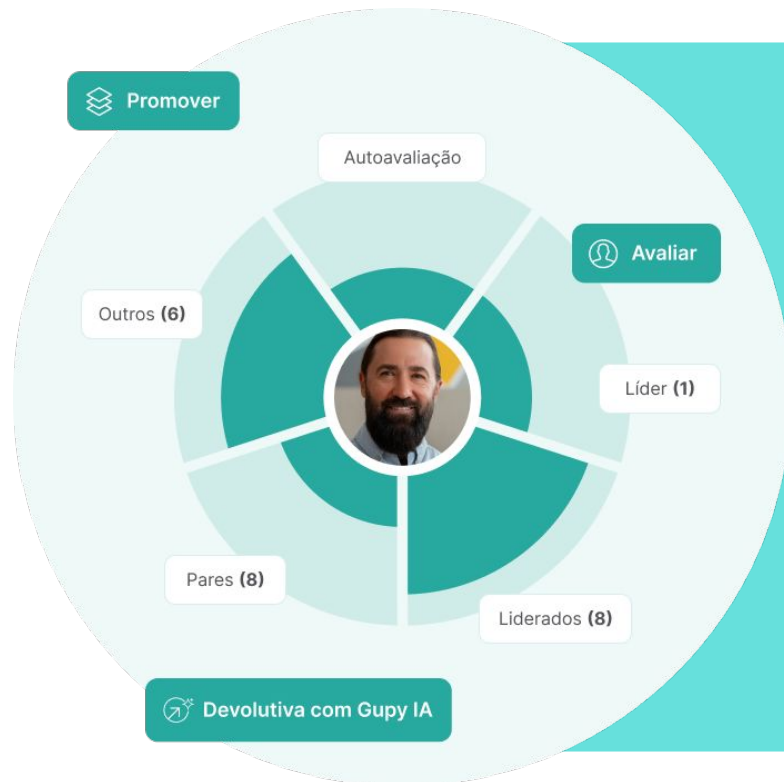 Promover
Autoavaliação
Avaliar
Outros (6)
Líder (1)
Pares (8)
Liderados (8)
Devolutiva com Gupy IA